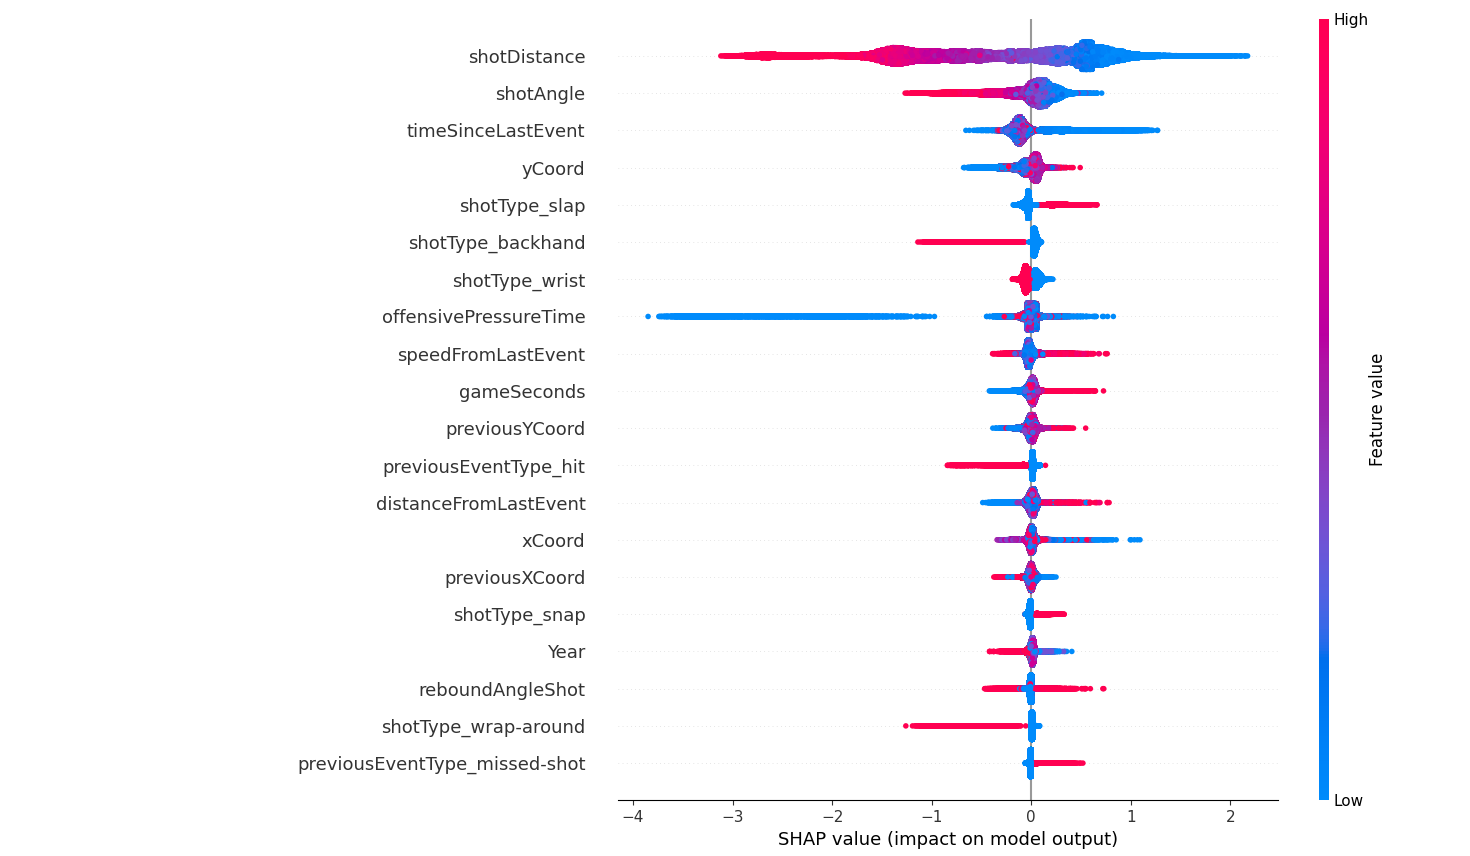 High
shotDistance
shotAngle
timeSinceLastEvent
yCoord
shotType_slap
shotType_backhand
shotType_wrist
offensivePressureTime
speedFromLastEvent
gameSeconds
previousYCoord
previousEventType_hit
distanceFromLastEvent
xCoord
previousXCoord
shotType_snap
Year
reboundAngleShot
shotType_wrap-around
previousEventType_missed-shot
Feature value
Low
−4 −3 −2 −1 0 1 2
SHAP value (impact on model output)